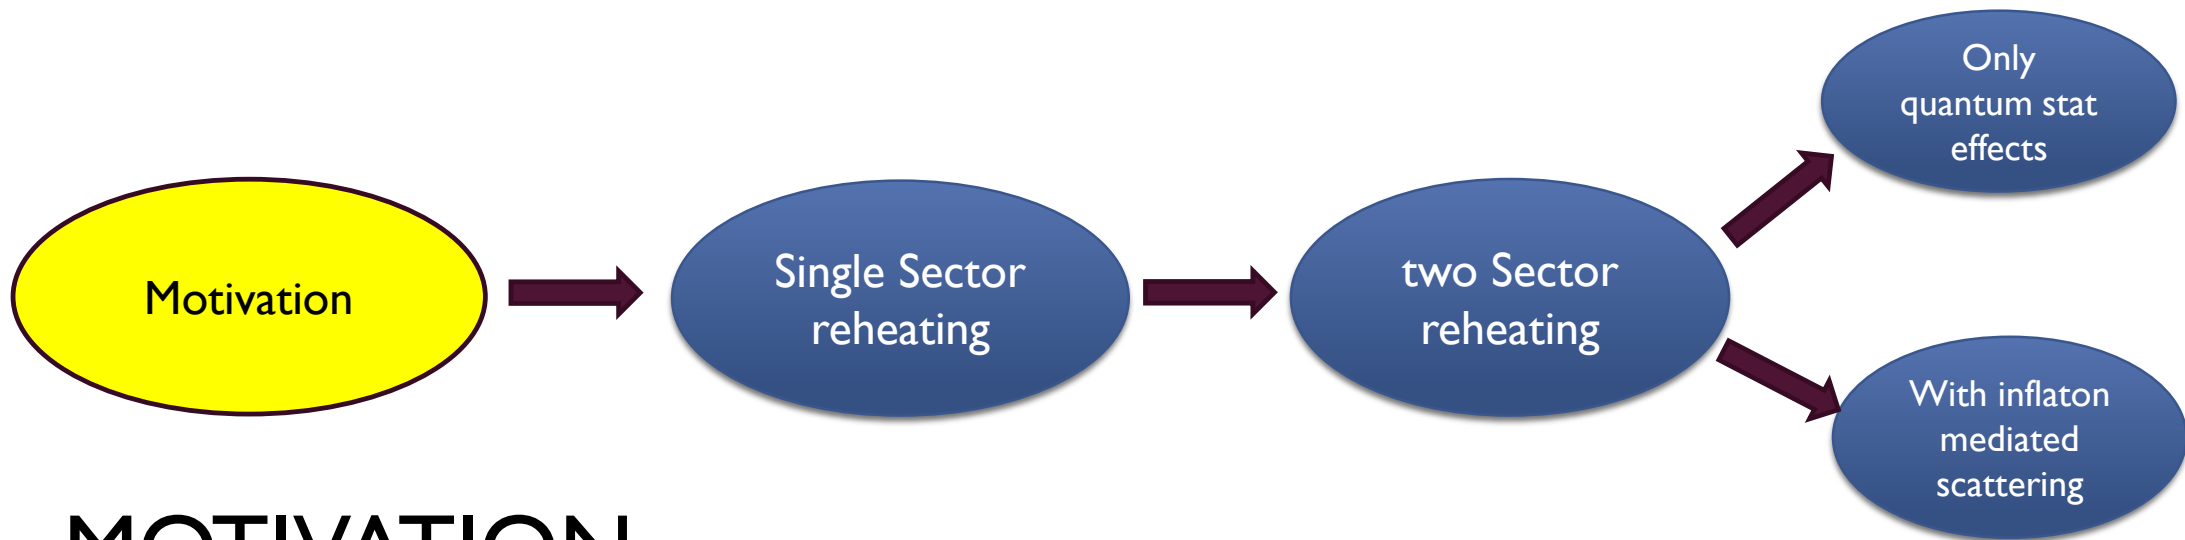 Motivation
Single Sector
reheating
two Sector
reheating
Only
quantum stat
effects
With inflaton
mediated
scattering
MOTIVATION